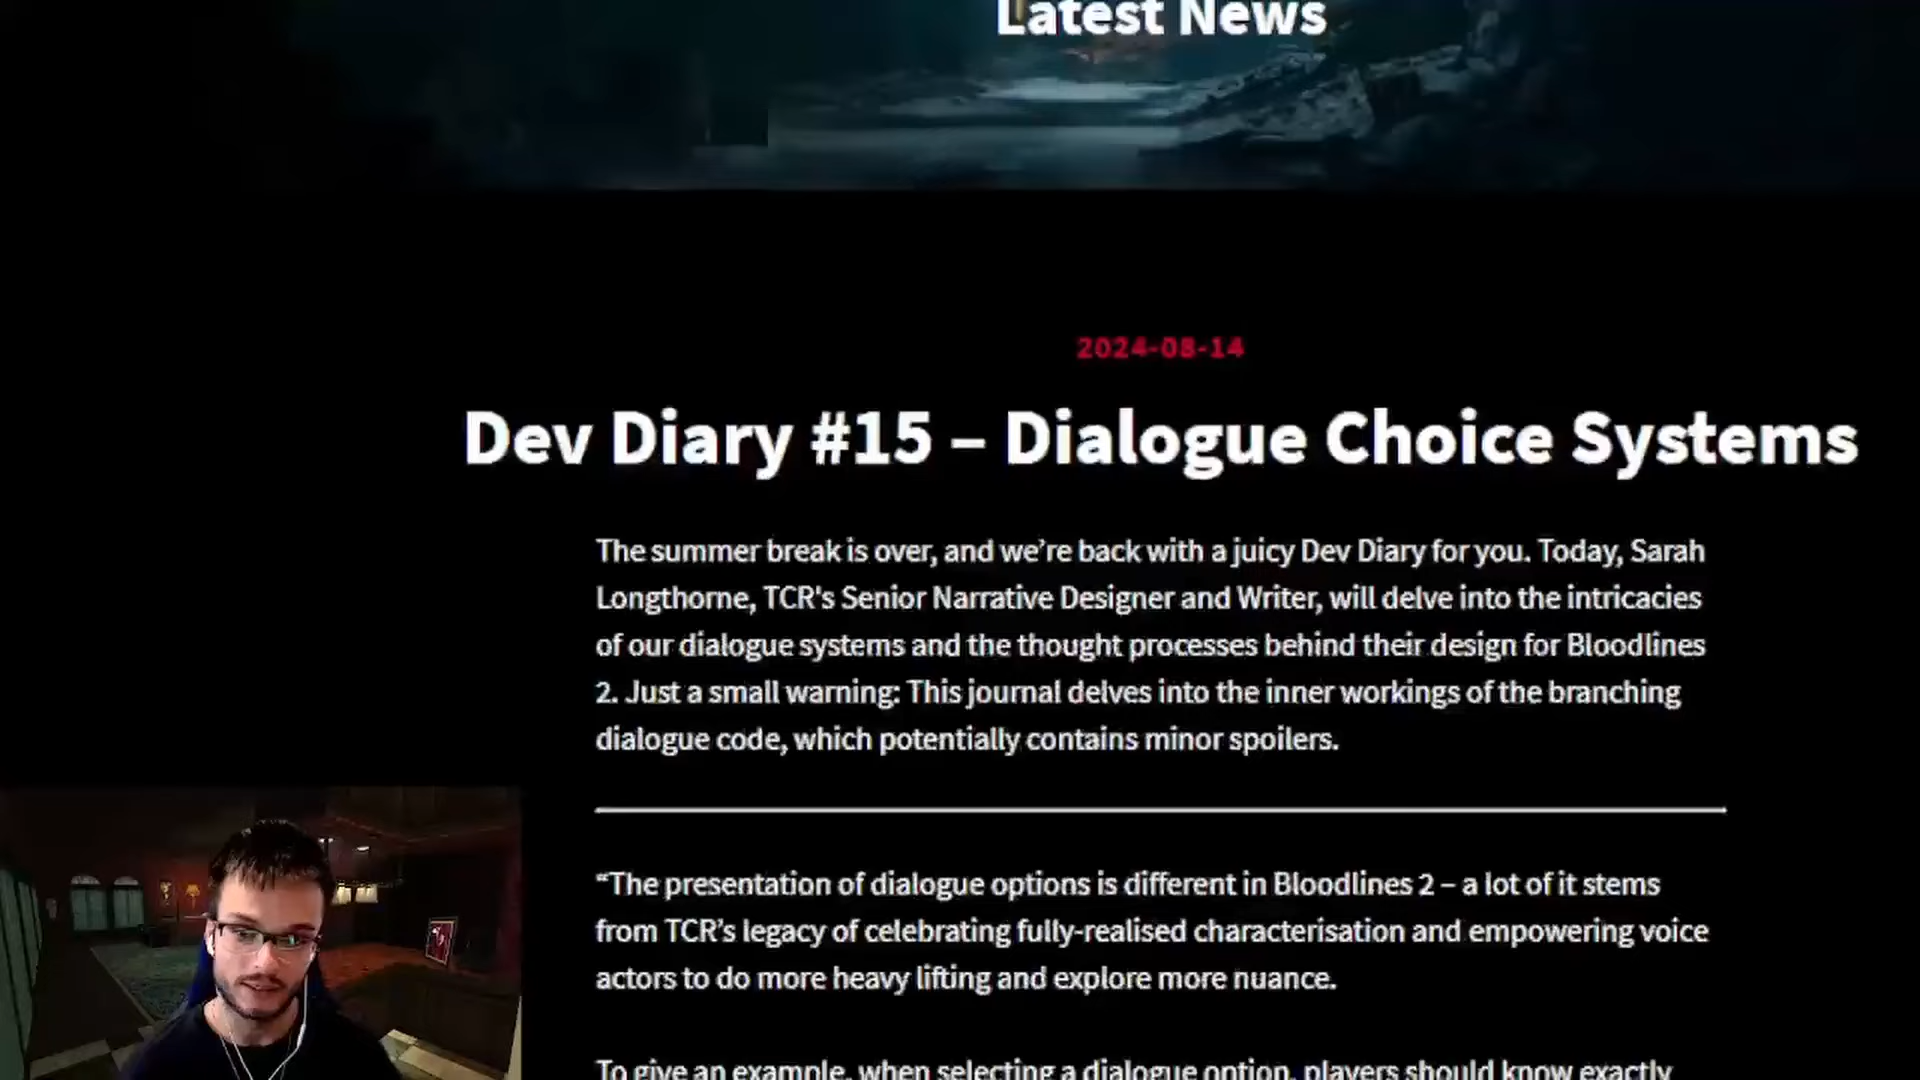 Latest News
2024-08-14
Dev Diary #15 – Dialogue Choice Systems
The summer break is over, and we’re back with a juicy Dev Diary for you. Today, Sarah
Longthorne, TCR's Senior Narrative Designer and Writer, will delve into the intricacies
of our dialogue systems and the thought processes behind their design for Bloodlines
2. Just a small warning: This journal delves into the inner workings of the branching
dialogue code, which potentially contains minor spoilers.
“The presentation of dialogue options is different in Bloodlines 2 – a lot of it stems
from TCR’s legacy of celebrating fully-realised characterisation and empowering voice
actors to do more heavy lifting and explore more nuance.
To give an example, when selecting a dialogue option, players should know exactly